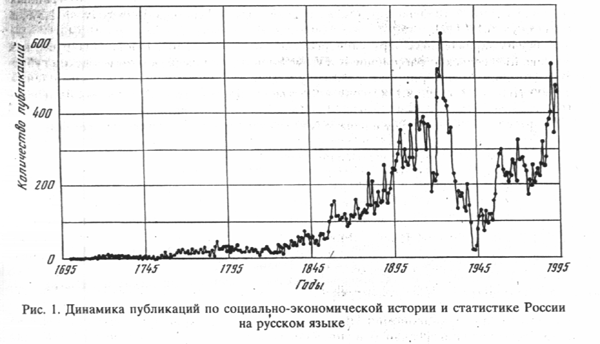 Количество публикаций
600
400
200
0
1695 1745 1795 1845 1895 1945 1995
Годы
Рис. 1. Динамика публикаций по социально-экономической истории и статистике России
на русском языке